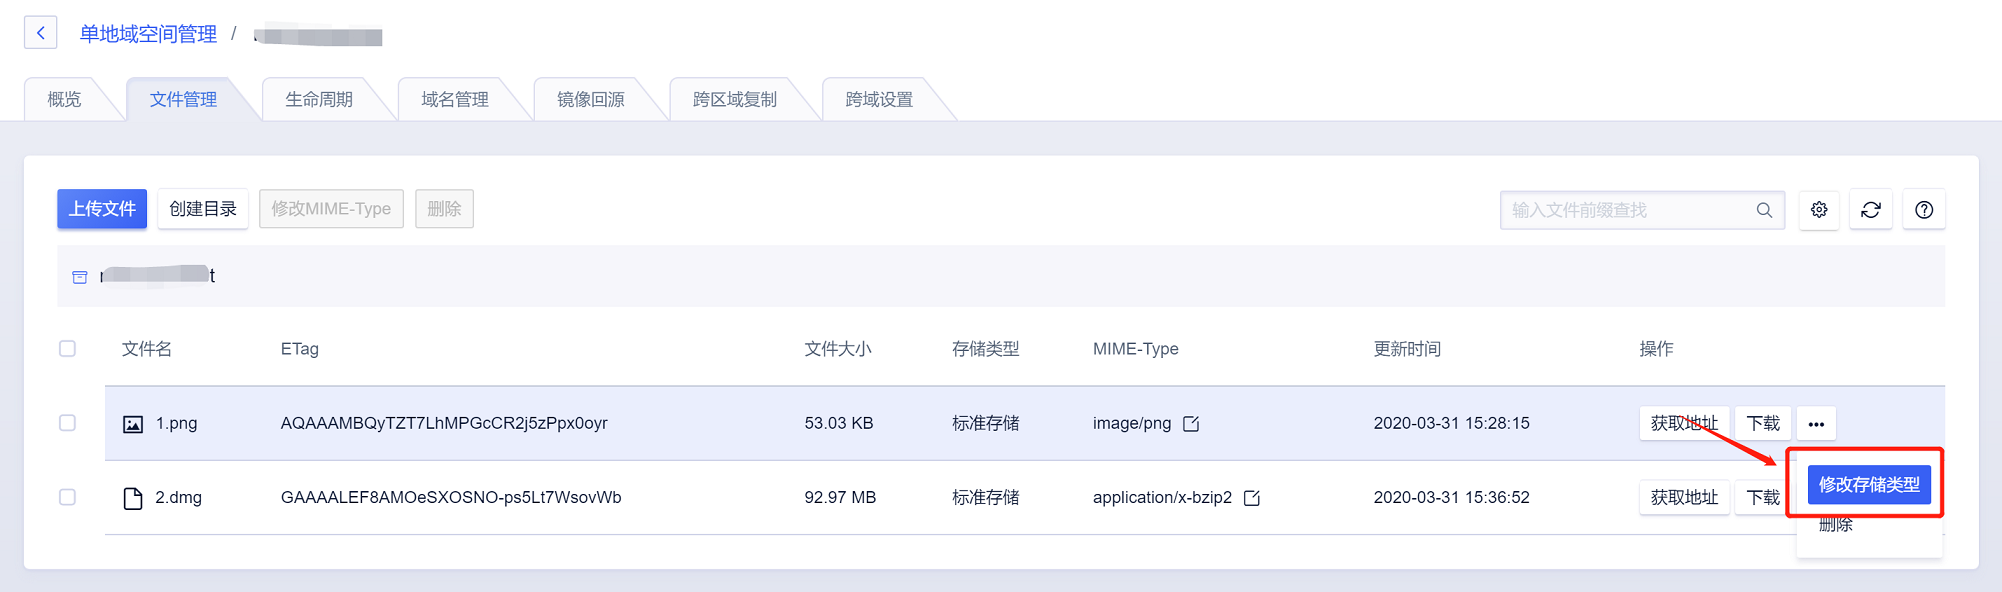 单地域空间管理 /
概览 文件管理 生命周期 域名管理 镜像回源 跨区域复制 跨域设置
上传文件 创建目录 修改MIME-Type 删除 输入文件前缀查找
文件名 ETag 文件大小 存储类型 MIME-Type 更新时间 操作
1.png AQAAAMBQyTZT7LhMPGcCR2j5zPpx0oyr 53.03 KB 标准存储 image/png 2020-03-31 15:28:15 获取地址 下载 •••
修改存储类型
2.dmg GAAAALEF8AMOeSXOSNO-ps5Lt7WsovWb 92.97 MB 标准存储 application/x-bzip2 2020-03-31 15:36:52 获取地址 下载
删除